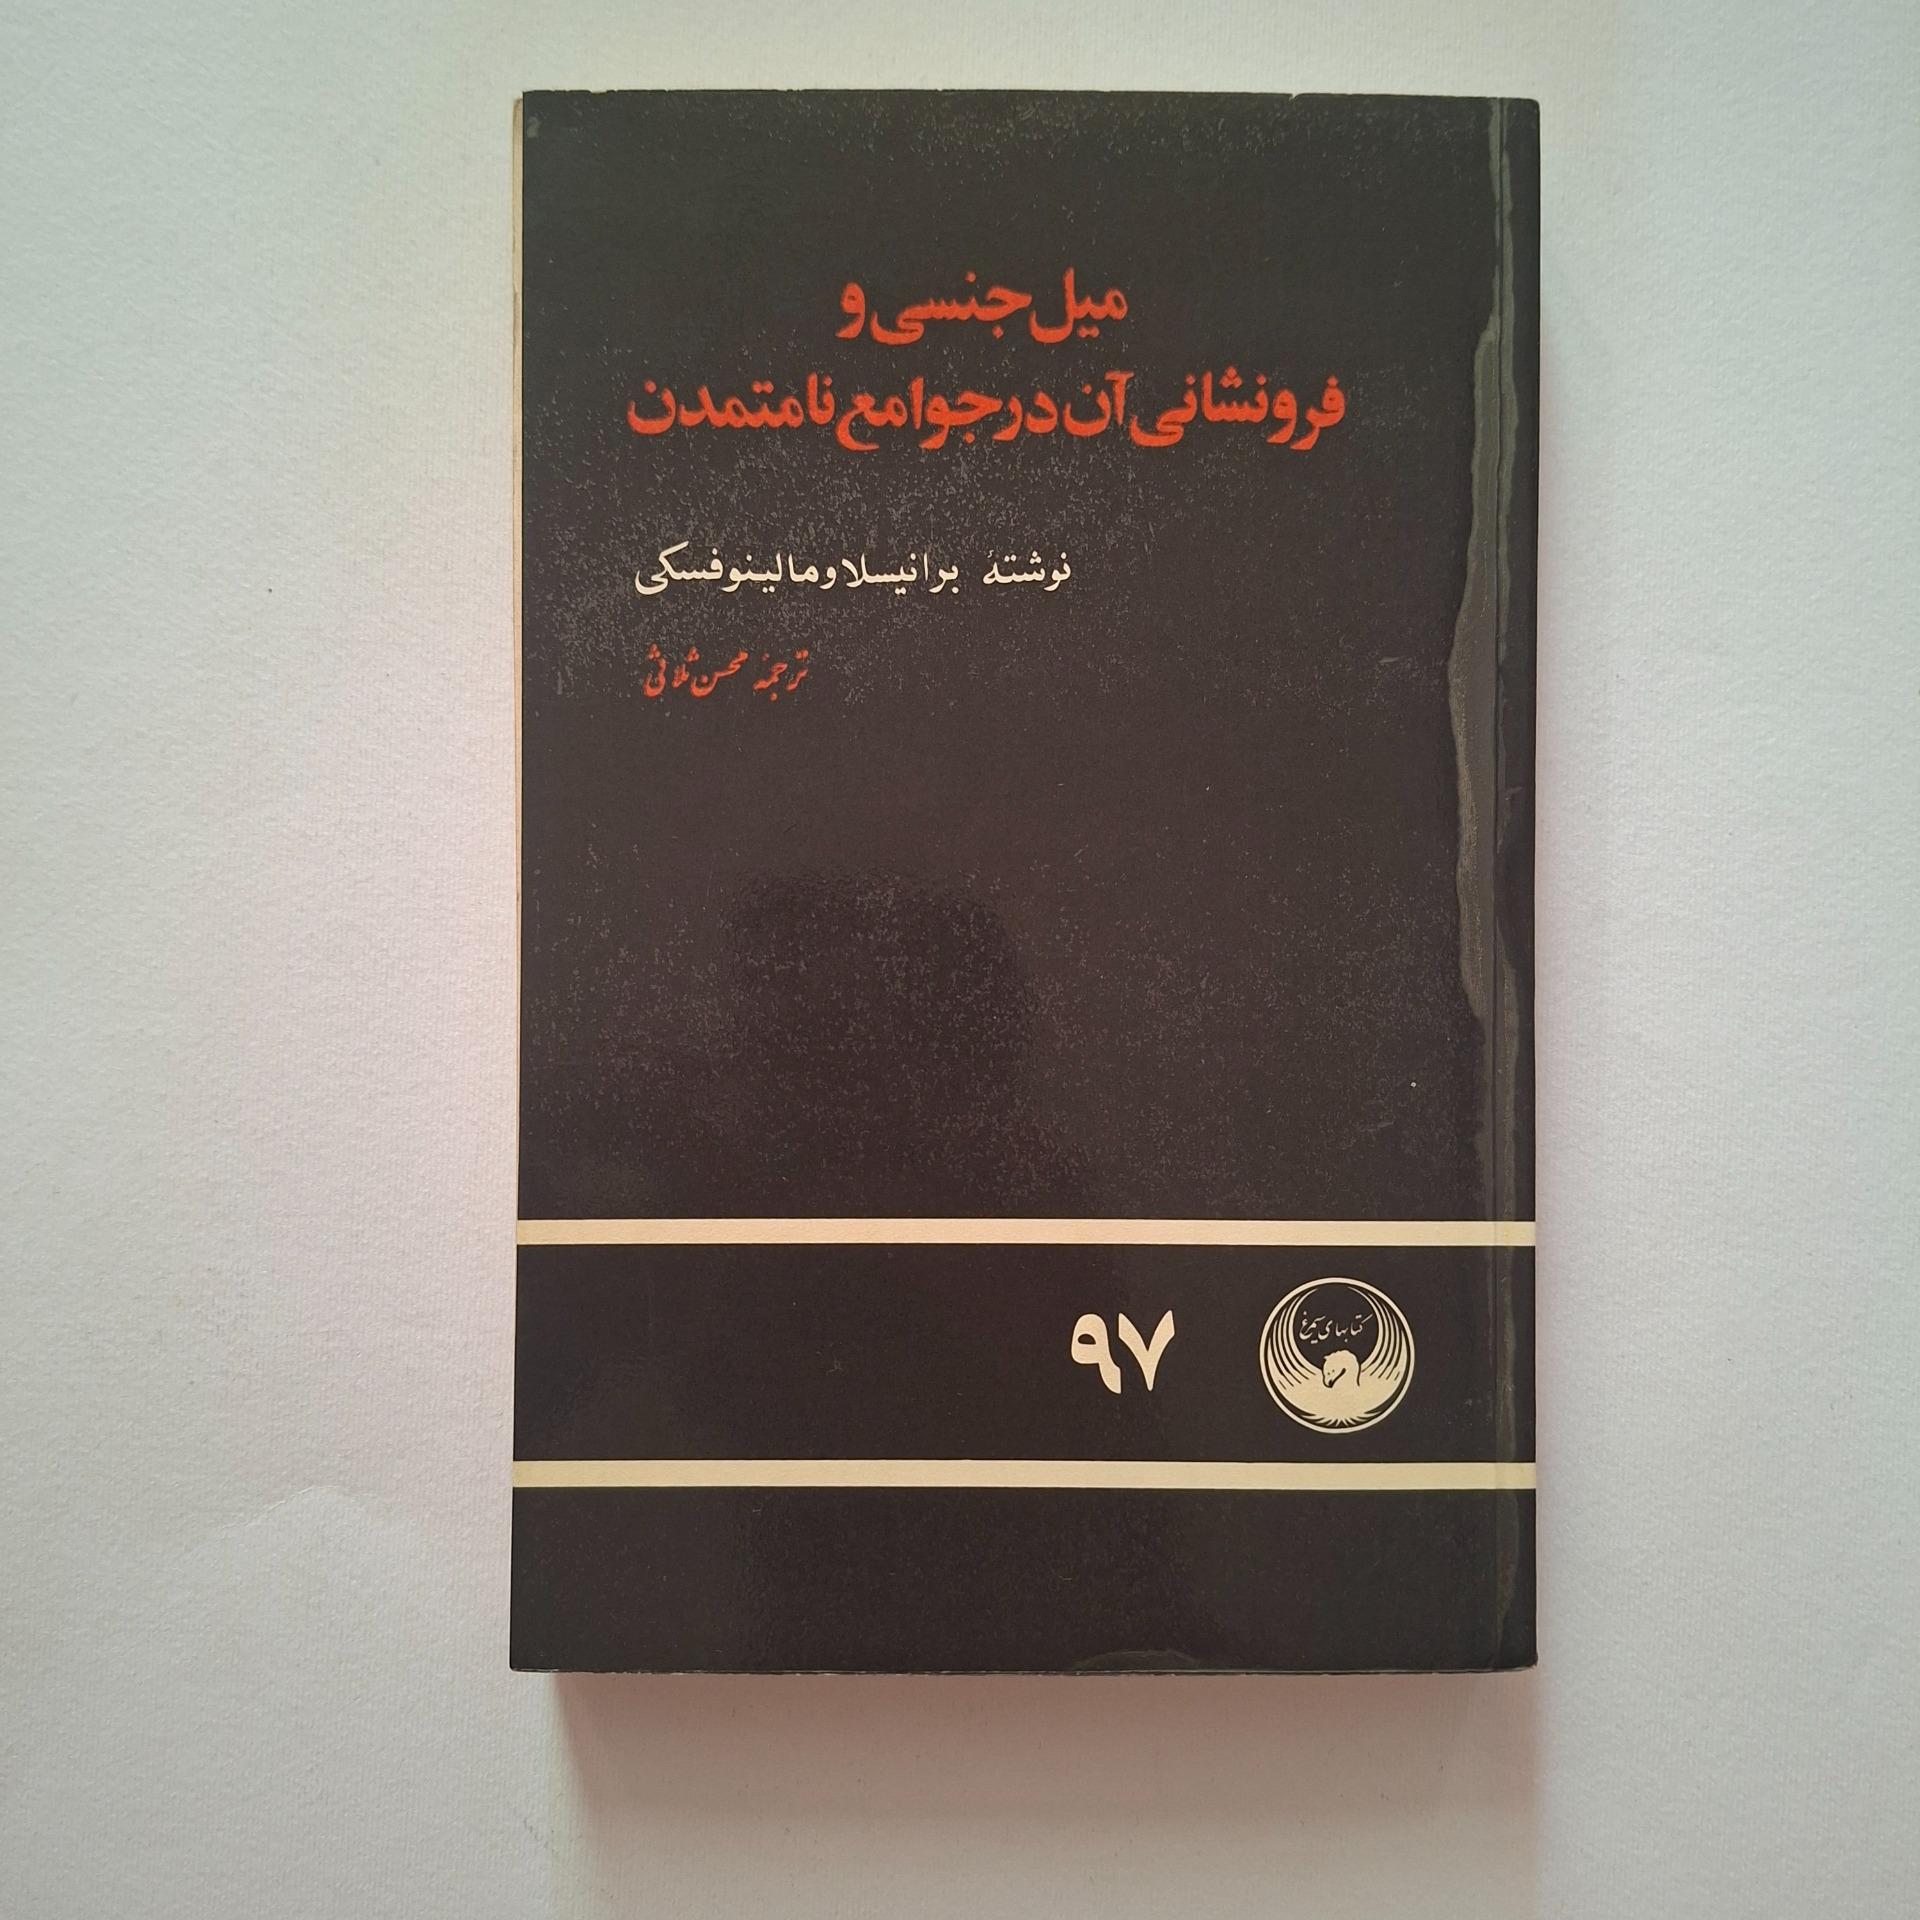 میل جنسی و
فرونشانی آن در جوامع نامتمدن
نوشتهٔ برانیسلاو مالینوفسکی
ترجمهٔ محسن ثلاثی
کتابهای سیمرغ
۹۷